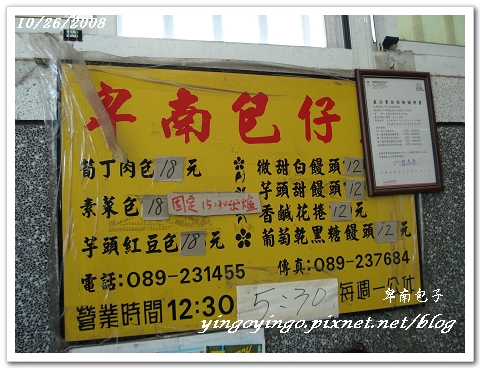 10/26/2008
卑南包仔
筍丁肉包18元
微甜白饅頭12
素菜包18 固定15:30出爐
芋頭甜饅頭12元
香鹹花捲12元
芋頭紅豆包18元
葡萄乾黑糖饅頭12元
電話:089-231455
傳真:089-237684
營業時間12:30 5:30 每週一公休
卑南包子
yingoyingo.pixnet.net/blog